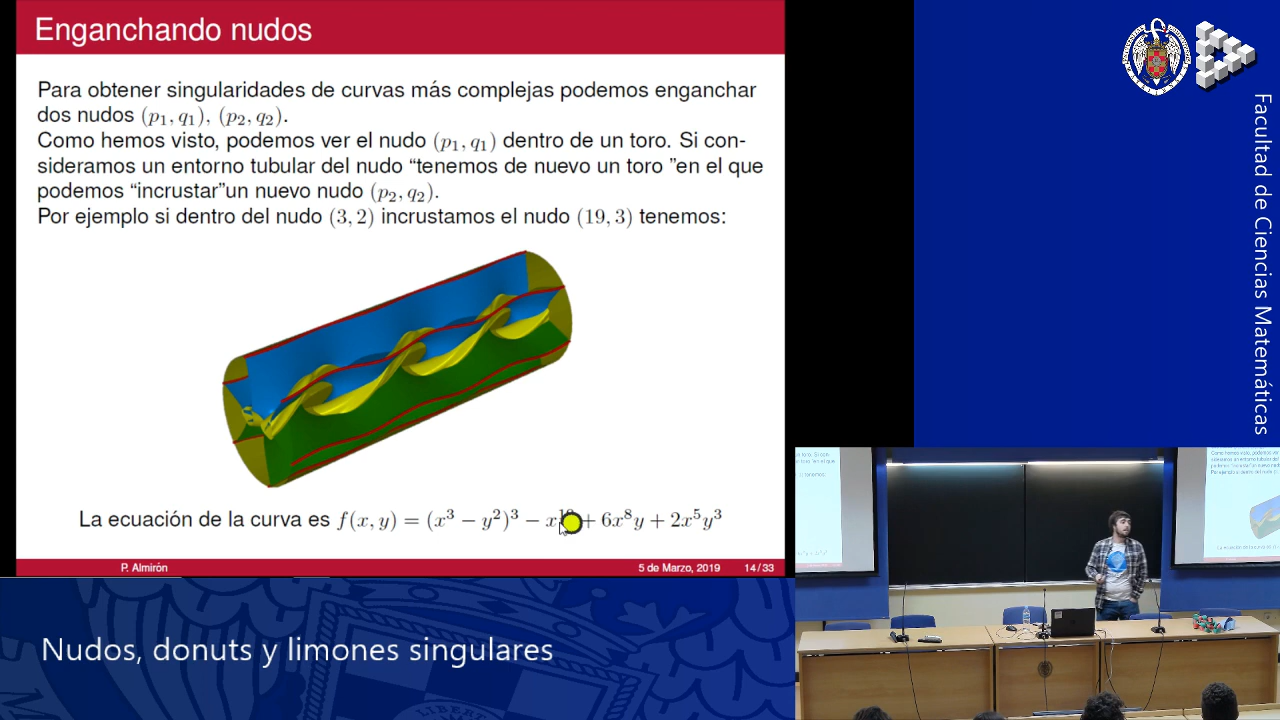 Enganchando nudos
Para obtener singularidades de curvas más complejas podemos enganchar
dos nudos (p₁, q₁), (p₂, q₂).
Como hemos visto, podemos ver el nudo (p₁, q₁) dentro de un toro. Si con-
sideramos un entorno tubular del nudo “tenemos de nuevo un toro ”en el que
podemos “incrustar”un nuevo nudo (p₂, q₂).
Por ejemplo si dentro del nudo (3, 2) incrustamos el nudo (19, 3) tenemos:
La ecuación de la curva es f(x, y) = (x³ − y²)³ − x + 6x⁸y + 2x⁵y³
P. Almirón
5 de Marzo, 2019
14/33
Nudos, donuts y limones singulares
Facultad de Ciencias Matemáticas